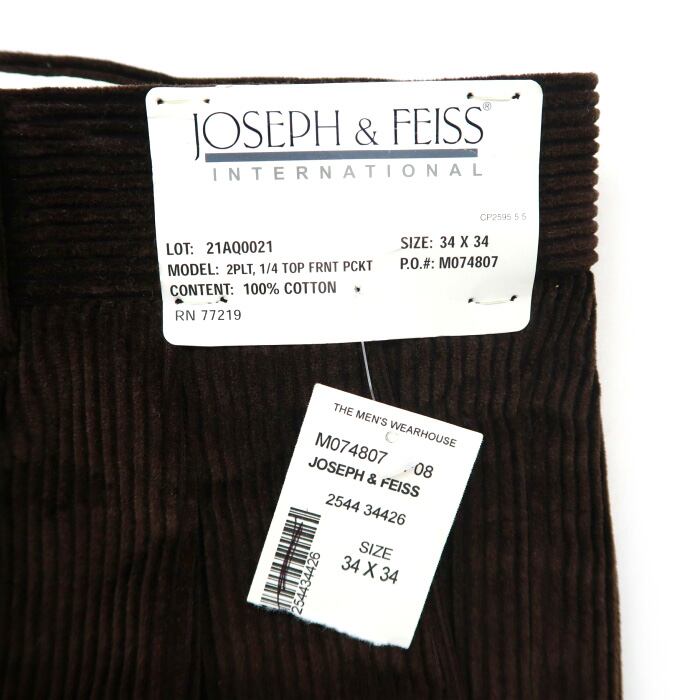 JOSEPH & FEISS®
INTERNATIONAL
CP2595 5 5
LOT: 21AQ0021 SIZE: 34 X 34
MODEL: 2PLT, 1/4 TOP FRNT PCKT P.O.#: M074807
CONTENT: 100% COTTON
RN 77219
THE MEN'S WEARHOUSE
M074807 08
JOSEPH & FEISS
2544 34426
SIZE
34 X 34
254434426